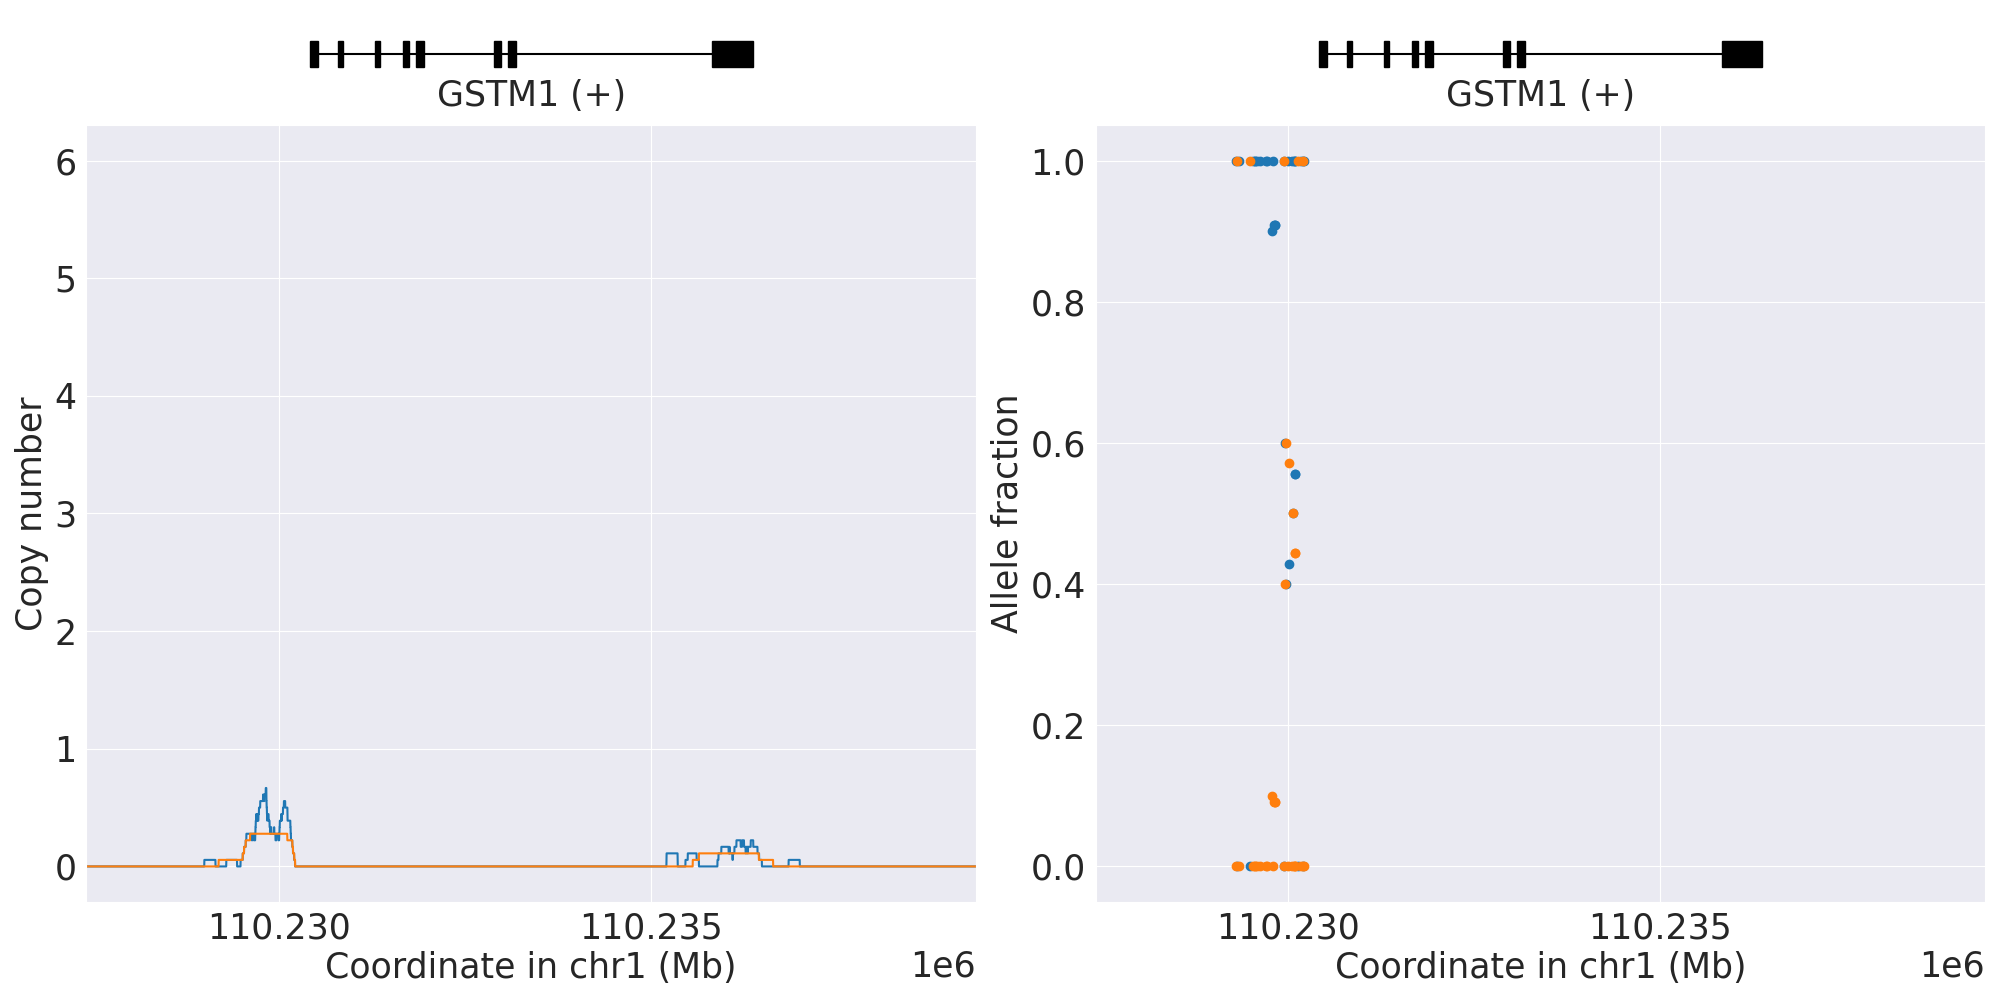 GSTM1 (+)
6
5
4
3
2
1
0
Copy number
110.230
110.235
Coordinate in chr1 (Mb)
1e6
GSTM1 (+)
1.0
0.8
0.6
0.4
0.2
0.0
Allele fraction
110.230
110.235
Coordinate in chr1 (Mb)
1e6